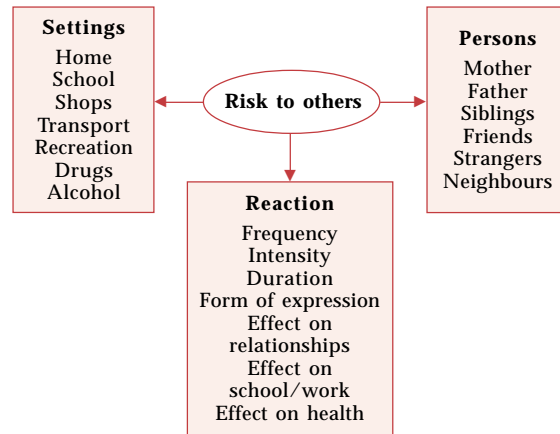 Settings
Home
School
Shops
Transport
Recreation
Drugs
Alcohol
Risk to others
Persons
Mother
Father
Siblings
Friends
Strangers
Neighbours
Reaction
Frequency
Intensity
Duration
Form of expression
Effect on
relationships
Effect on
school/work
Effect on health